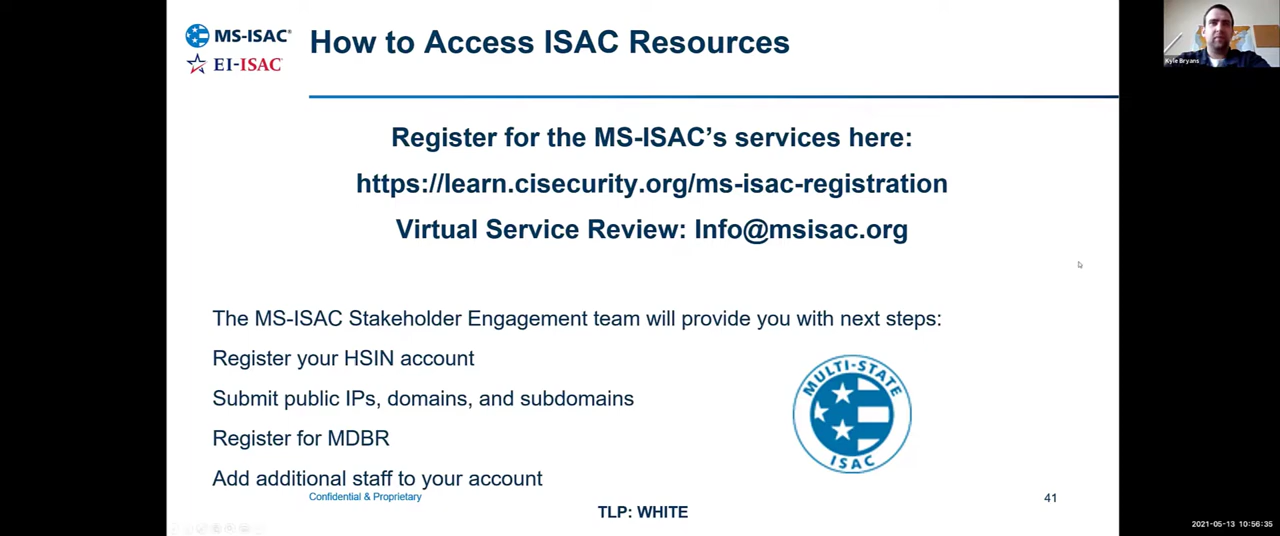 MS-ISAC®
EI-ISAC
How to Access ISAC Resources
Kyle Bryans
Register for the MS-ISAC’s services here:
https://learn.cisecurity.org/ms-isac-registration
Virtual Service Review: Info@msisac.org
The MS-ISAC Stakeholder Engagement team will provide you with next steps:
Register your HSIN account
Submit public IPs, domains, and subdomains
Register for MDBR
Add additional staff to your account
MULTI-STATE
ISAC
Confidential & Proprietary
41
TLP: WHITE
2021-05-13 10:56:35